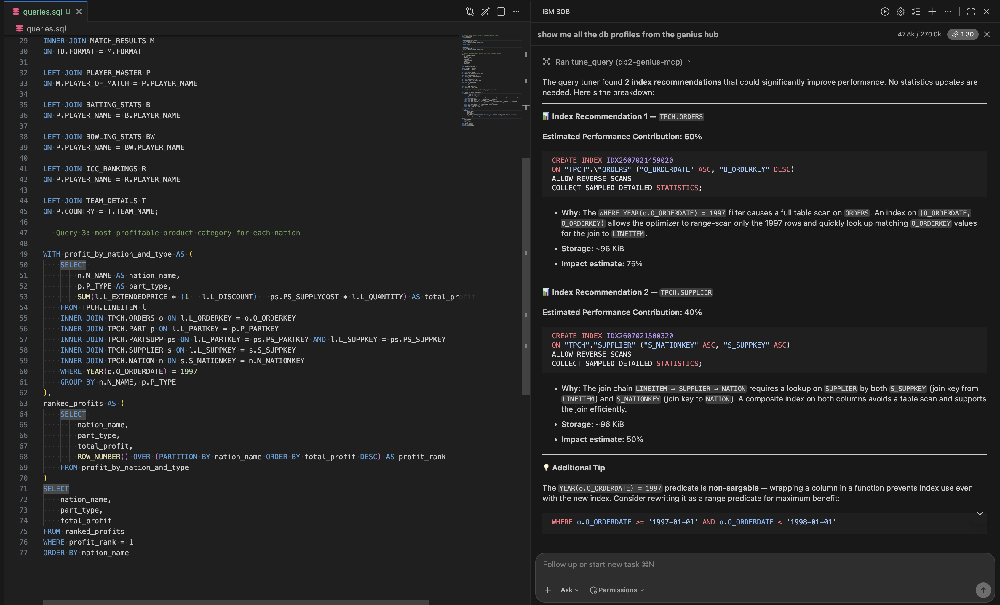 queries.sql U
queries.sql
29 INNER JOIN MATCH_RESULTS M
30 ON TD.FORMAT = M.FORMAT
31
32 LEFT JOIN PLAYER_MASTER P
33 ON M.PLAYER_OF_MATCH = P.PLAYER_NAME
34
35 LEFT JOIN BATTING_STATS B
36 ON P.PLAYER_NAME = B.PLAYER_NAME
37
38 LEFT JOIN BOWLING_STATS BW
39 ON P.PLAYER_NAME = BW.PLAYER_NAME
40
41 LEFT JOIN ICC_RANKINGS R
42 ON P.PLAYER_NAME = R.PLAYER_NAME
43
44 LEFT JOIN TEAM_DETAILS T
45 ON P.COUNTRY = T.TEAM_NAME;
46
47 -- Query 3: most profitable product category for each nation
48
49 WITH profit_by_nation_and_type AS (
50 SELECT
51 n.N_NAME AS nation_name,
52 p.P_TYPE AS part_type,
53 SUM(l.L_EXTENDEDPRICE * (1 - l.L_DISCOUNT) - ps.PS_SUPPLYCOST * l.L_QUANTITY) AS total_profit
54 FROM TPCH.LINEITEM l
55 INNER JOIN TPCH.ORDERS o ON l.L_ORDERKEY = o.O_ORDERKEY
56 INNER JOIN TPCH.PART p ON l.L_PARTKEY = p.P_PARTKEY
57 INNER JOIN TPCH.PARTSUPP ps ON l.L_PARTKEY = ps.PS_PARTKEY AND l.L_SUPPKEY = ps.PS_SUPPKEY
58 INNER JOIN TPCH.SUPPLIER s ON l.L_SUPPKEY = s.S_SUPPKEY
59 INNER JOIN TPCH.NATION n ON s.S_NATIONKEY = n.N_NATIONKEY
60 WHERE YEAR(o.O_ORDERDATE) = 1997
61 GROUP BY n.N_NAME, p.P_TYPE
62 ),
63 ranked_profits AS (
64 SELECT
65 nation_name,
66 part_type,
67 total_profit,
68 ROW_NUMBER() OVER (PARTITION BY nation_name ORDER BY total_profit DESC) AS profit_rank
69 FROM profit_by_nation_and_type
70 )
71 SELECT
72 nation_name,
73 part_type,
74 total_profit
75 FROM ranked_profits
76 WHERE profit_rank = 1
77 ORDER BY nation_name
IBM BOB
show me all the db profiles from the genius hub 47.8k / 270.0k 1.30
Ran tune_query (db2-genius-mcp) >
The query tuner found 2 index recommendations that could significantly improve performance. No statistics updates are
needed. Here's the breakdown:
📊 Index Recommendation 1 — TPCH.ORDERS
Estimated Performance Contribution: 60%
CREATE INDEX IDX2607021459020
ON "TPCH".\"ORDERS" ("O_ORDERDATE" ASC, "O_ORDERKEY" DESC)
ALLOW REVERSE SCANS
COLLECT SAMPLED DETAILED STATISTICS;
• Why: The WHERE YEAR(o.O_ORDERDATE) = 1997 filter causes a full table scan on ORDERS. An index on (O_ORDERDATE,
O_ORDERKEY) allows the optimizer to range-scan only the 1997 rows and quickly look up matching O_ORDERKEY values
for the join to LINEITEM.
• Storage: ~96 KiB
• Impact estimate: 75%
📊 Index Recommendation 2 — TPCH.SUPPLIER
Estimated Performance Contribution: 40%
CREATE INDEX IDX2607021500320
ON "TPCH"."SUPPLIER" ("S_NATIONKEY" ASC, "S_SUPPKEY" ASC)
ALLOW REVERSE SCANS
COLLECT SAMPLED DETAILED STATISTICS;
• Why: The join chain LINEITEM → SUPPLIER → NATION requires a lookup on SUPPLIER by both S_SUPPKEY (join key from
LINEITEM) and S_NATIONKEY (join key to NATION). A composite index on both columns avoids a table scan and supports
the join efficiently.
• Storage: ~96 KiB
• Impact estimate: 50%
💡 Additional Tip
The YEAR(o.O_ORDERDATE) = 1997 predicate is non-sargable — wrapping a column in a function prevents index use even
with the new index. Consider rewriting it as a range predicate for maximum benefit:
WHERE o.O_ORDERDATE >= '1997-01-01' AND o.O_ORDERDATE < '1998-01-01'
Follow up or start new task ⌘N
Ask Permissions